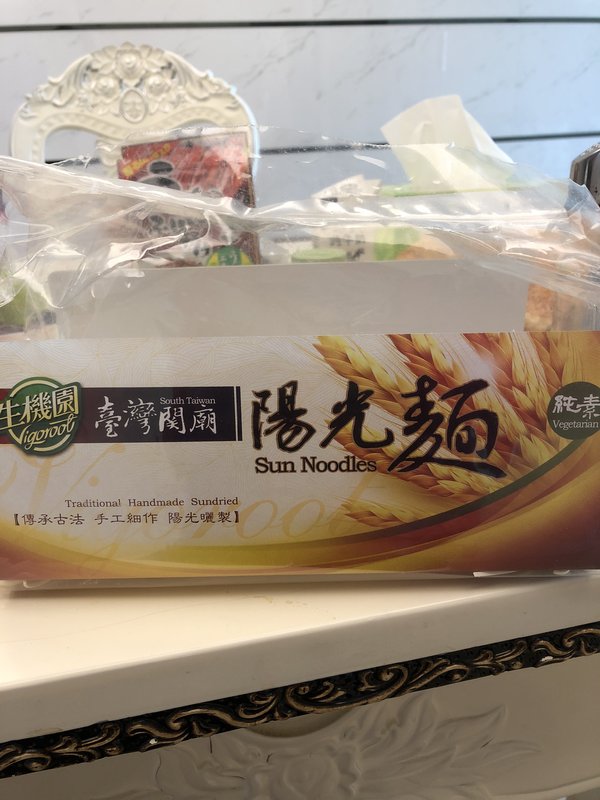 生機園
Vigoroot
臺灣關廟
South Taiwan
陽光麵
Sun Noodles
純素
Vegetarian
Traditional Handmade Sundried
【傳承古法 手工細作 陽光曬製】
Vigoroot